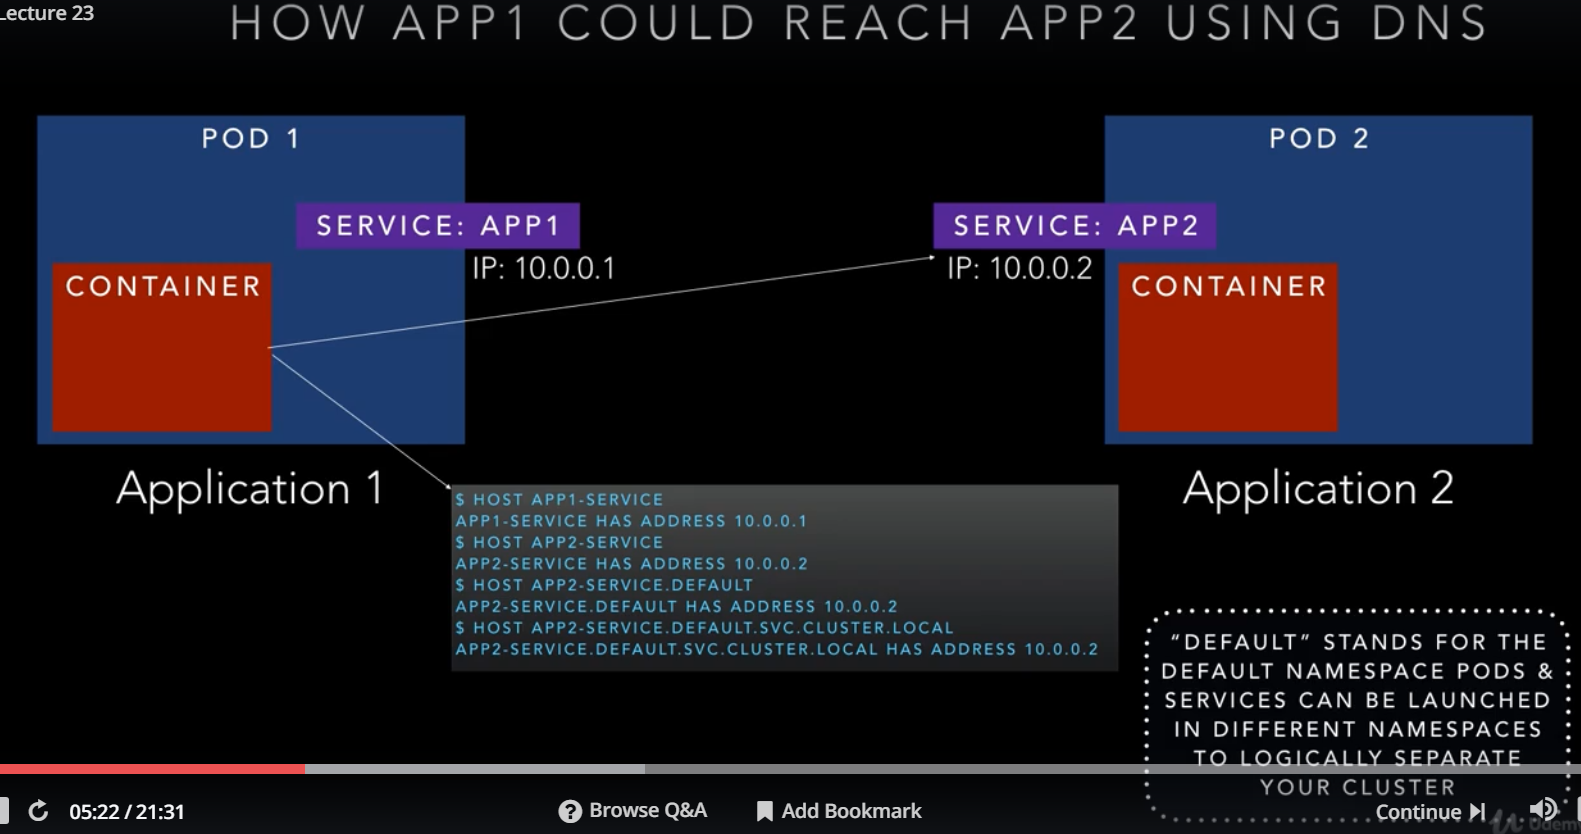 Lecture 23
HOW APP1 COULD REACH APP2 USING DNS
POD 1
SERVICE: APP1
IP: 10.0.0.1
CONTAINER
Application 1
POD 2
SERVICE: APP2
IP: 10.0.0.2
CONTAINER
Application 2
$ HOST APP1-SERVICE
APP1-SERVICE HAS ADDRESS 10.0.0.1
$ HOST APP2-SERVICE
APP2-SERVICE HAS ADDRESS 10.0.0.2
$ HOST APP2-SERVICE.DEFAULT
APP2-SERVICE.DEFAULT HAS ADDRESS 10.0.0.2
$ HOST APP2-SERVICE.DEFAULT.SVC.CLUSTER.LOCAL
APP2-SERVICE.DEFAULT.SVC.CLUSTER.LOCAL HAS ADDRESS 10.0.0.2
“DEFAULT” STANDS FOR THE
DEFAULT NAMESPACE PODS &
SERVICES CAN BE LAUNCHED
IN DIFFERENT NAMESPACES
TO LOGICALLY SEPARATE
YOUR CLUSTER
05:22 / 21:31
Browse Q&A
Add Bookmark
Continue